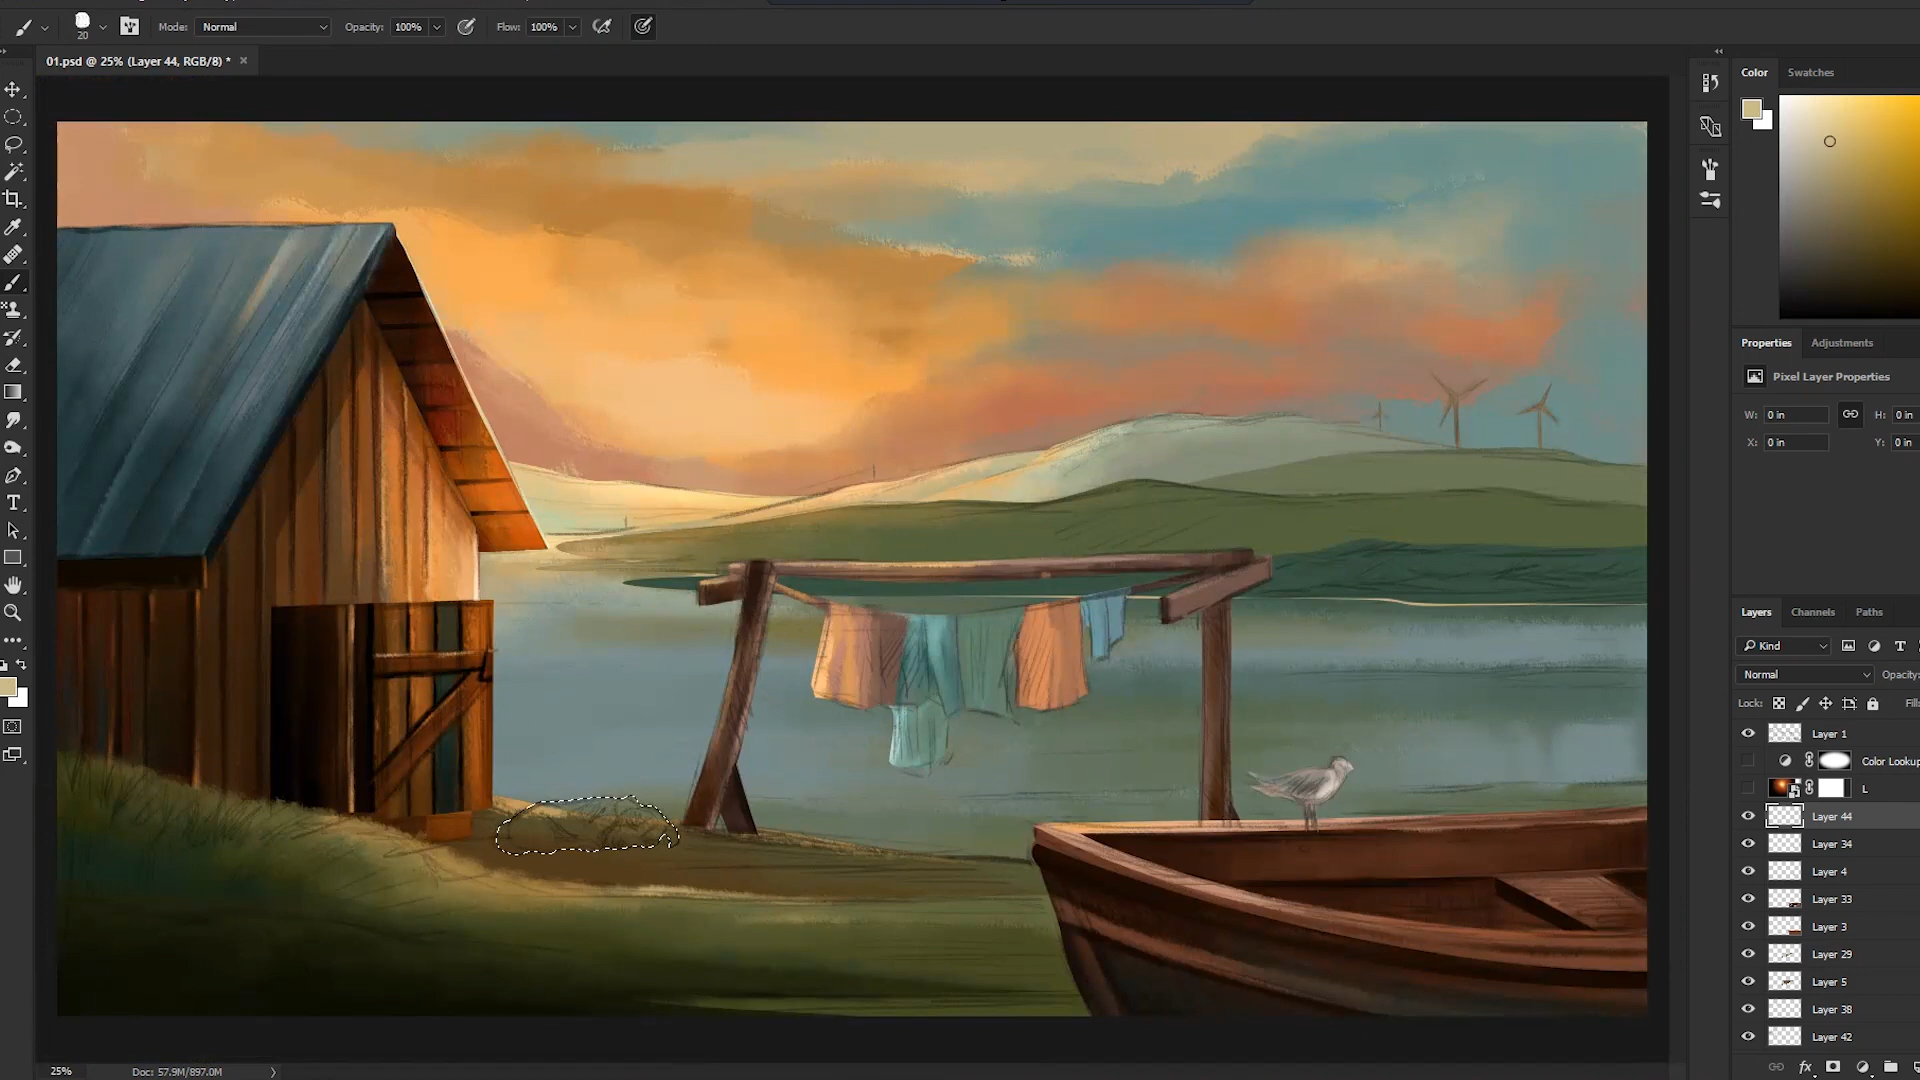 20
Mode: Normal
Opacity: 100%
Flow: 100%
01.psd @ 25% (Layer 44, RGB/8) *
Color
Swatches
Properties
Adjustments
Pixel Layer Properties
W: 0 in
H: 0 in
X: 0 in
Y: 0 in
Layers
Channels
Paths
Kind
Normal
Opacity:
Lock:
Fill:
Layer 1
Color Lookup
L
Layer 44
Layer 34
Layer 4
Layer 33
Layer 3
Layer 29
Layer 5
Layer 38
Layer 42
25%
Doc: 57.9M/897.0M